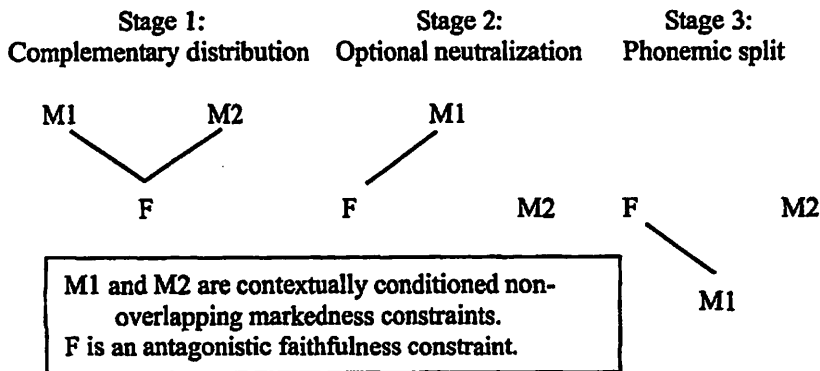 Stage 1: Stage 2: Stage 3:
Complementary distribution Optional neutralization Phonemic split
M1 M2 M1
F F M2 F M2
M1
M1 and M2 are contextually conditioned non-
overlapping markedness constraints.
F is an antagonistic faithfulness constraint.